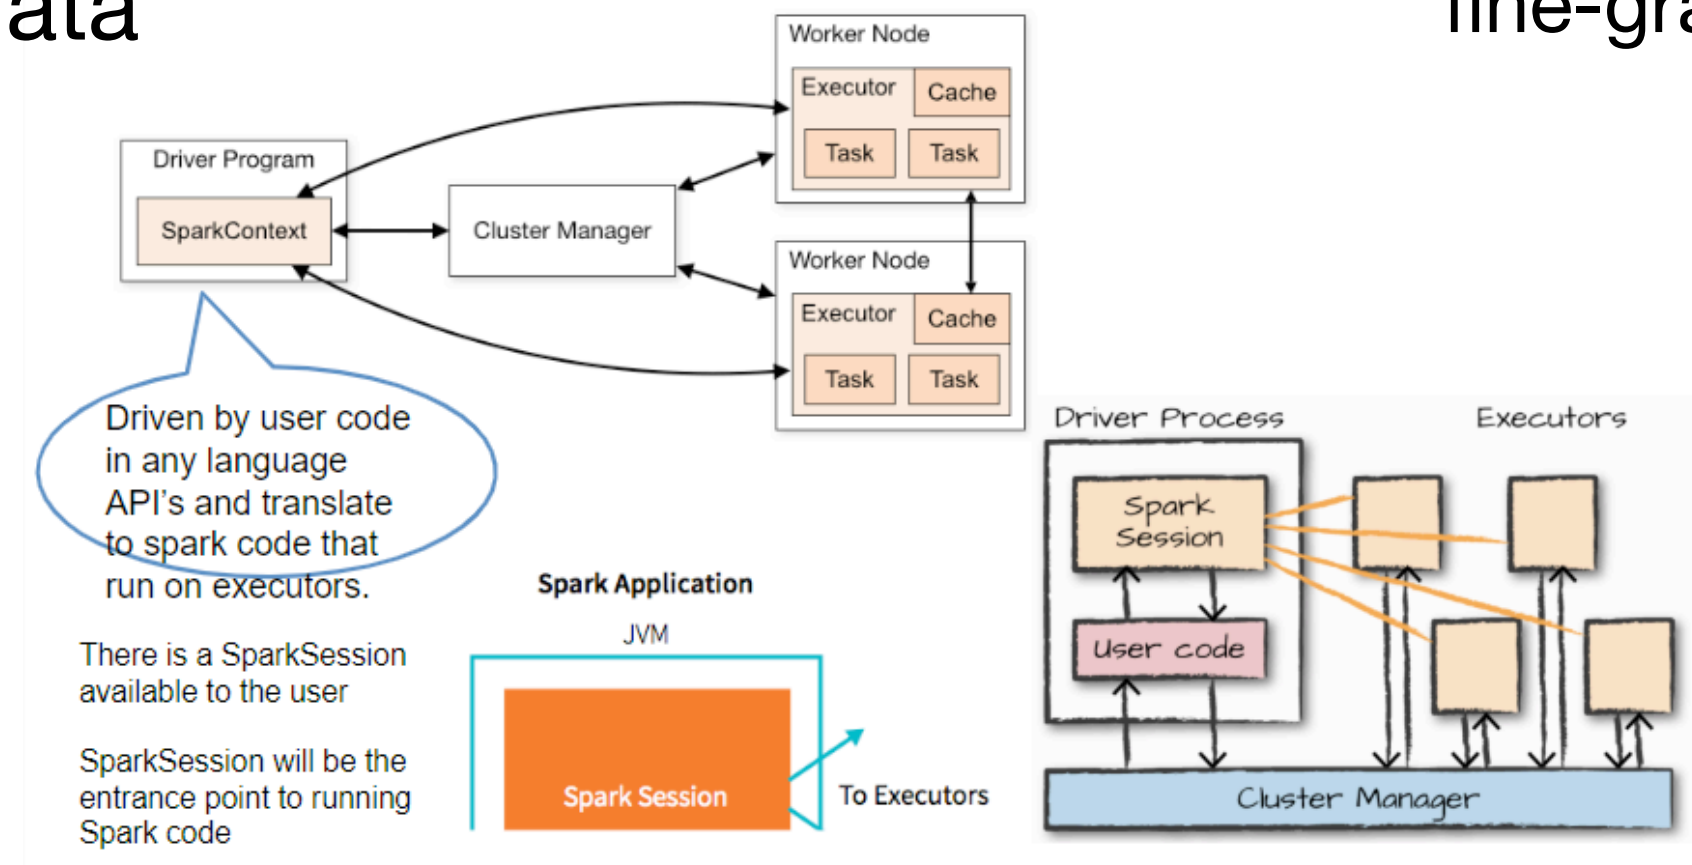 ata
fine-gra
Worker Node
Executor
Cache
Task
Task
Driver Program
SparkContext
Cluster Manager
Worker Node
Executor
Cache
Task
Task
Driven by user code
in any language
API's and translate
to spark code that
run on executors.
There is a SparkSession
available to the user
SparkSession will be the
entrance point to running
Spark code
Spark Application
JVM
Spark Session
To Executors
Driver Process
Executors
Spark
Session
User code
Cluster Manager